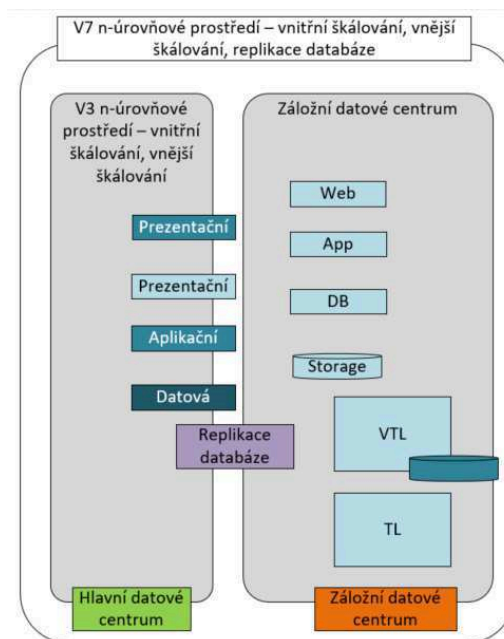 V7 n-úrovňové prostředí – vnitřní škálování, vnější
škálování, replikace databáze
V3 n-úrovňové
prostředí – vnitřní
škálování, vnější
škálování
Prezentační
Prezentační
Aplikační
Datová
Replikace
databáze
Hlavní datové
centrum
Záložní datové centrum
Web
App
DB
Storage
VTL
TL
Záložní datové
centrum